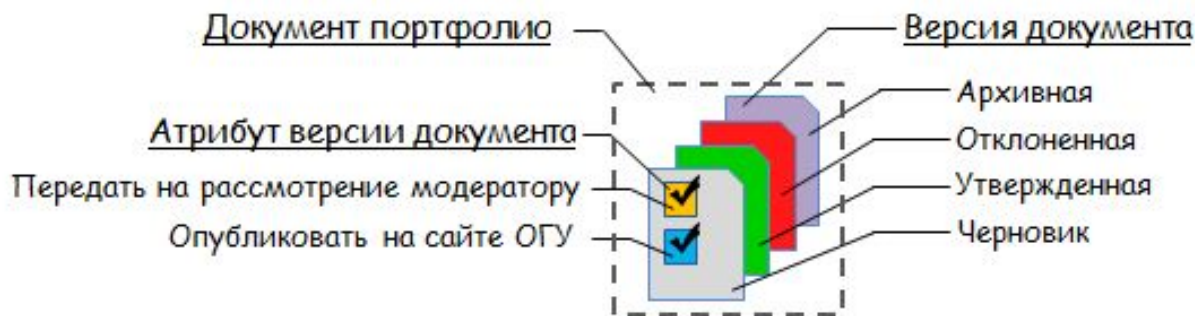 Документ портфолио
Версия документа
Архивная
Атрибут версии документа
Отклоненная
Передать на рассмотрение модератору
Утвержденная
Опубликовать на сайте ОГУ
Черновик